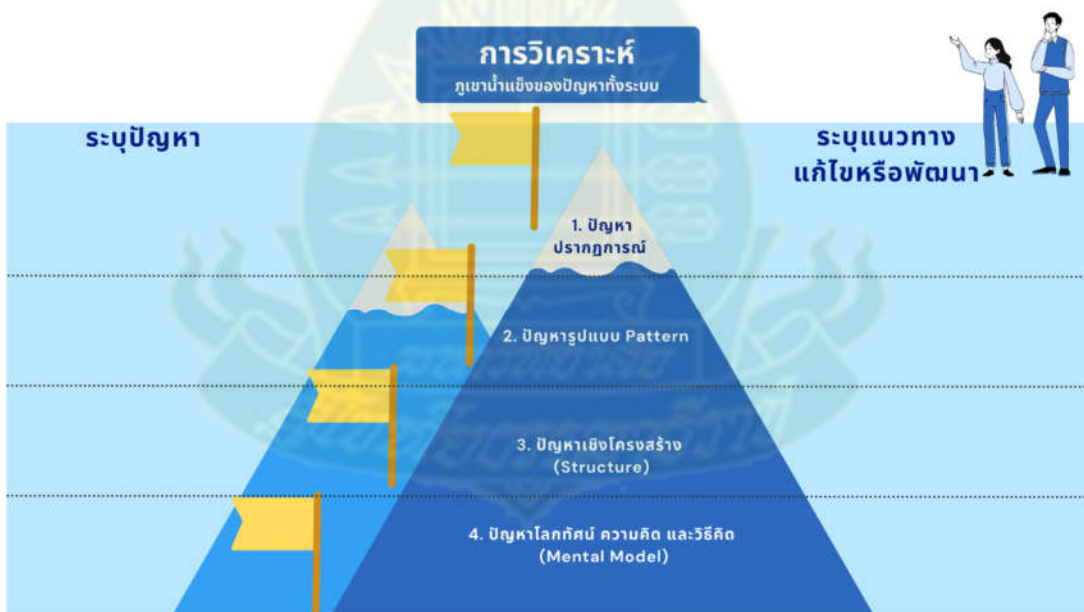 การวิเคราะห์
ภูเขาน้ำแข็งของปัญหาทั้งระบบ
ระบุปัญหา
ระบุแนวทาง
แก้ไขหรือพัฒนา
1. ปัญหา
ปรากฏการณ์
2. ปัญหารูปแบบ Pattern
3. ปัญหาเชิงโครงสร้าง
(Structure)
4. ปัญหาโลกทัศน์ ความคิด และวิธีคิด
(Mental Model)